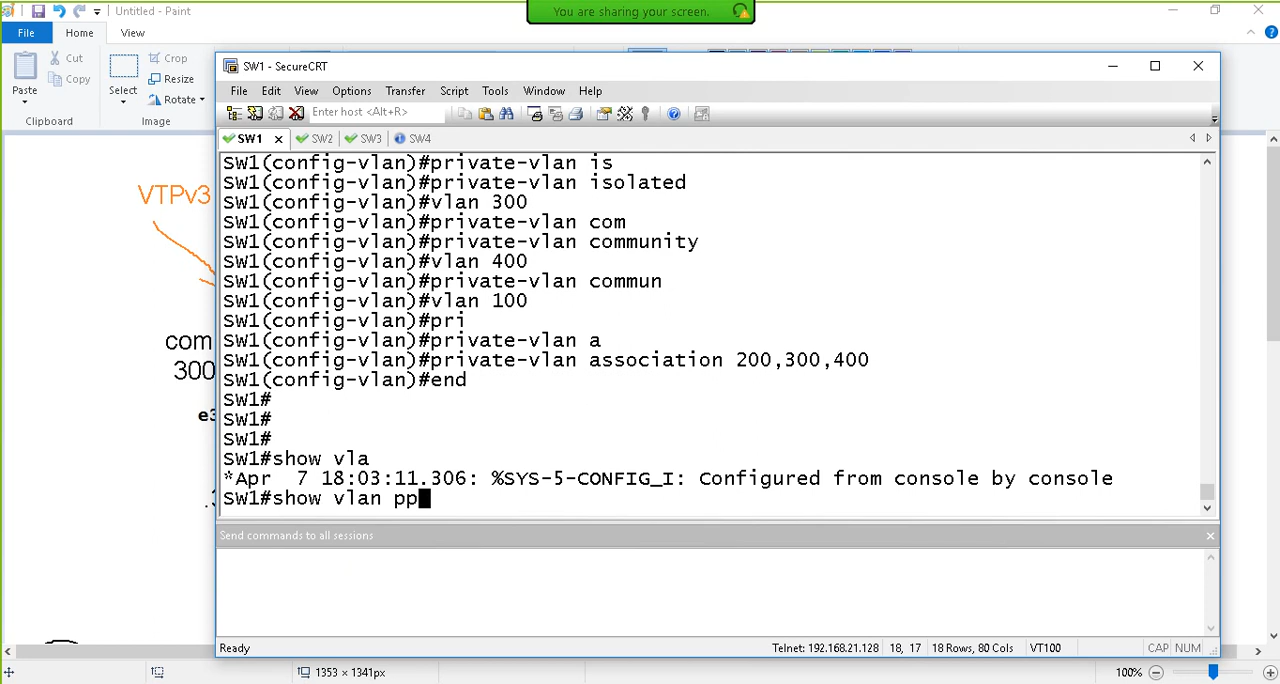 You are sharing your screen.
Untitled - Paint
File Home View
Paste
Cut
Copy
Clipboard
Select
Crop
Resize
Rotate
Image
VTPv3
com
300
SW1 - SecureCRT
File Edit View Options Transfer Script Tools Window Help
Enter host <Alt+R>
SW1 SW2 SW3 SW4
SW1(config-vlan)#private-vlan is
SW1(config-vlan)#private-vlan isolated
SW1(config-vlan)#vlan 300
SW1(config-vlan)#private-vlan com
SW1(config-vlan)#private-vlan community
SW1(config-vlan)#vlan 400
SW1(config-vlan)#private-vlan commun
SW1(config-vlan)#vlan 100
SW1(config-vlan)#pri
SW1(config-vlan)#private-vlan a
SW1(config-vlan)#private-vlan association 200,300,400
SW1(config-vlan)#end
SW1#
SW1#
SW1#
SW1#show vla
*Apr  7 18:03:11.306: %SYS-5-CONFIG_I: Configured from console by console
SW1#show vlan pp
Send commands to all sessions
Ready Telnet: 192.168.21.128 18, 17 18 Rows, 80 Cols VT100 CAP NUM
1353 × 1341px 100%